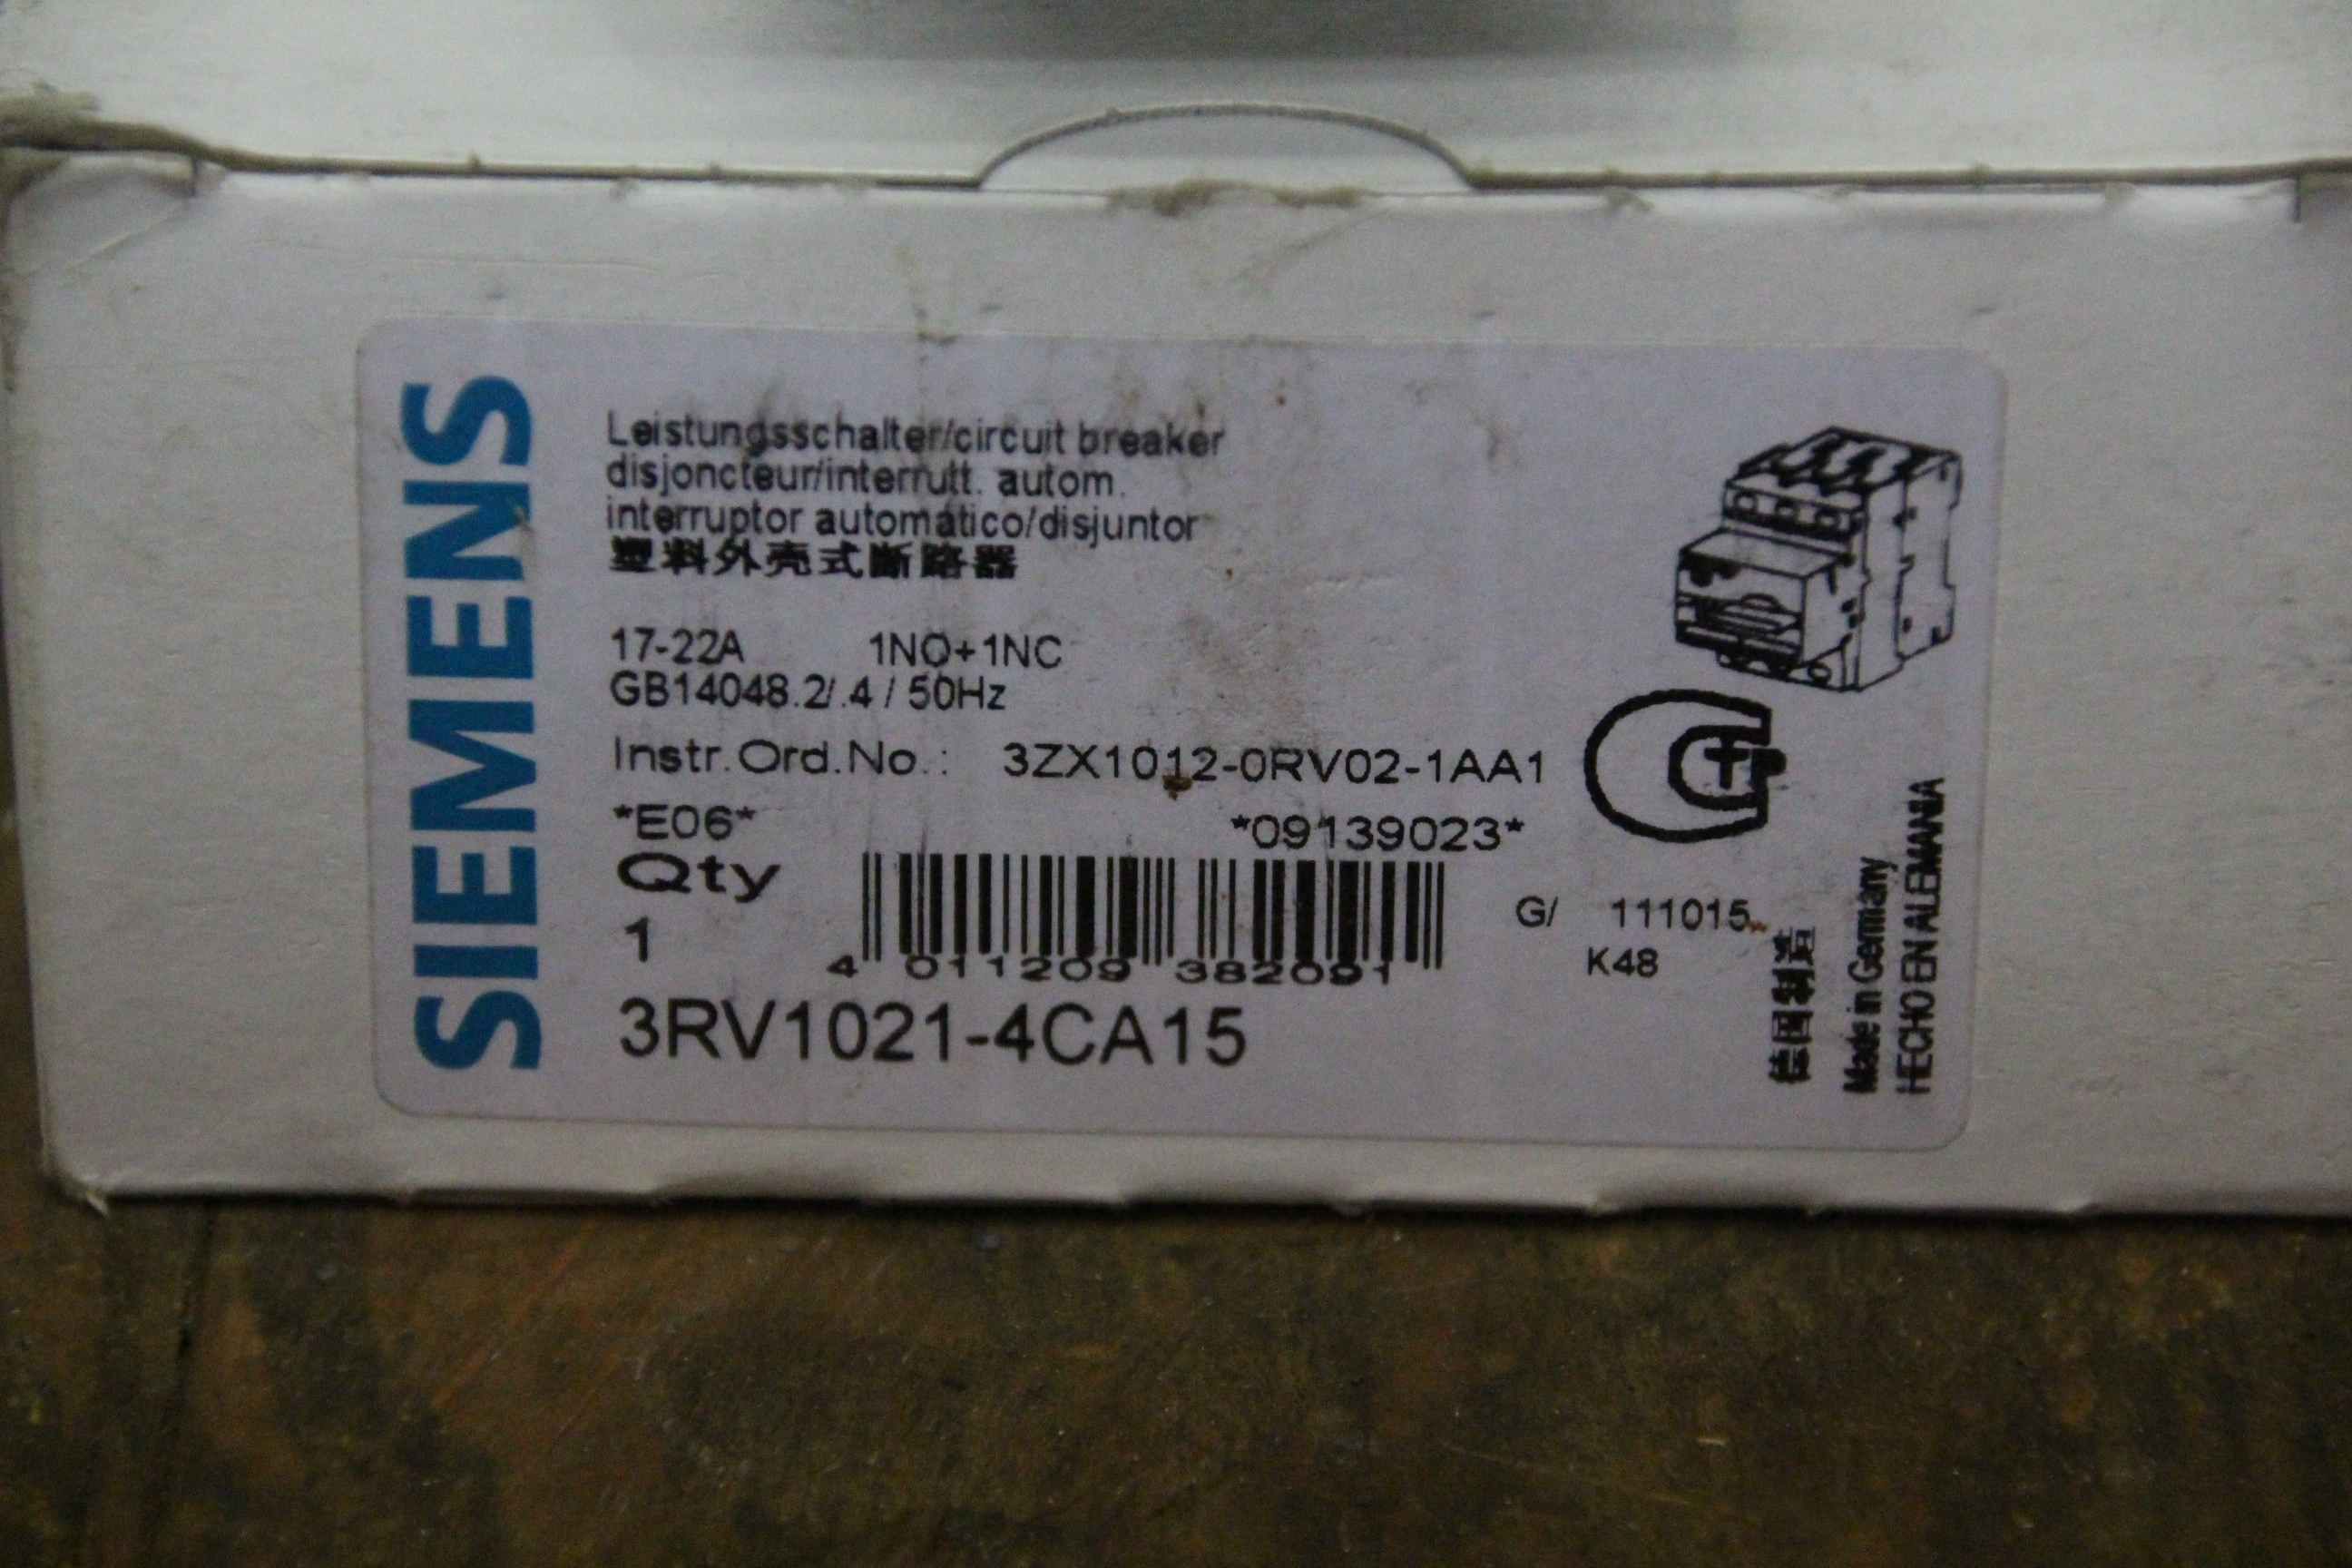 SIEMENS
Leistungsschalter/circuit breaker
disjoncteur/interrutt. autom.
interruptor automático/disjuntor
塑料外壳式断路器
17-22A 1NO+1NC
GB14048.2/.4 / 50Hz
Instr.Ord.No.: 3ZX1012-0RV02-1AA1
*E06* *09139023*
Qty
1
4 011209 382091
G/ 111015
K48
3RV1021-4CA15
德国制造
Made in Germany
HECHO EN ALEMANIA